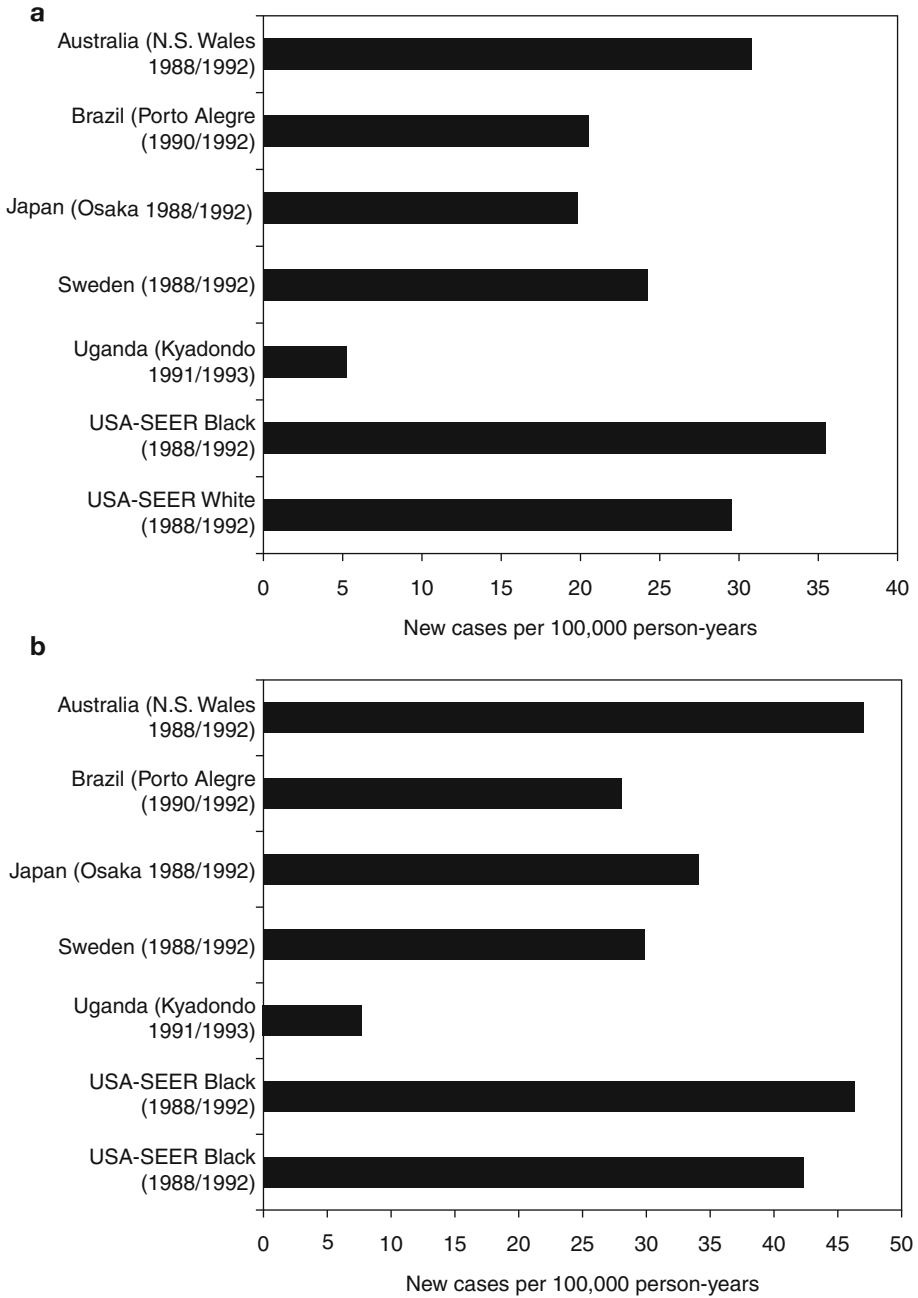 a
Australia (N.S. Wales
1988/1992)
Brazil (Porto Alegre
(1990/1992)
Japan (Osaka 1988/1992)
Sweden (1988/1992)
Uganda (Kyadondo
1991/1993)
USA-SEER Black
(1988/1992)
USA-SEER White
(1988/1992)
0 5 10 15 20 25 30 35 40
New cases per 100,000 person-years
b
Australia (N.S. Wales
1988/1992)
Brazil (Porto Alegre
(1990/1992)
Japan (Osaka 1988/1992)
Sweden (1988/1992)
Uganda (Kyadondo
1991/1993)
USA-SEER Black
(1988/1992)
USA-SEER Black
(1988/1992)
0 5 10 15 20 25 30 35 40 45 50
New cases per 100,000 person-years